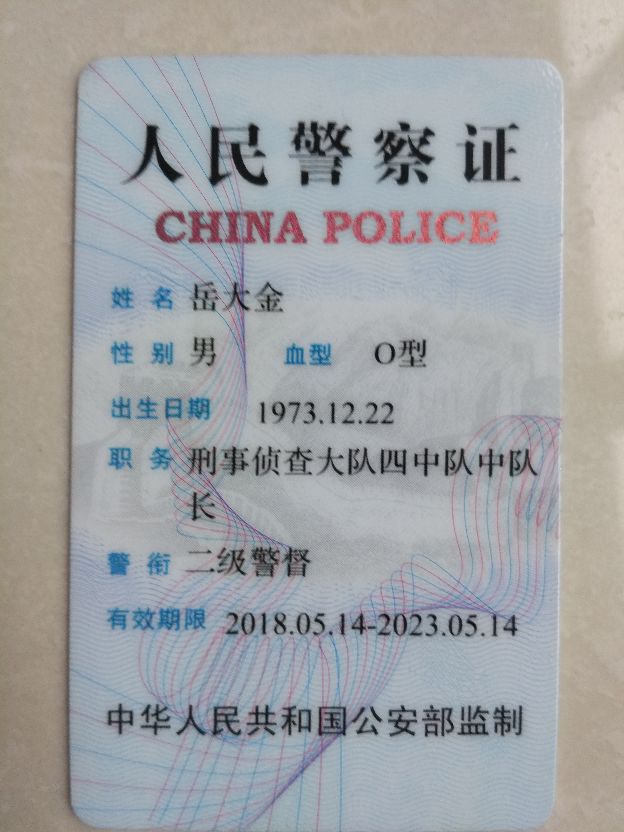 人民警察证
CHINA POLICE
姓名 岳大金
性别 男 血型 O型
出生日期 1973.12.22
职务 刑事侦查大队四中队中队
长
警衔 二级警督
有效期限 2018.05.14-2023.05.14
中华人民共和国公安部监制